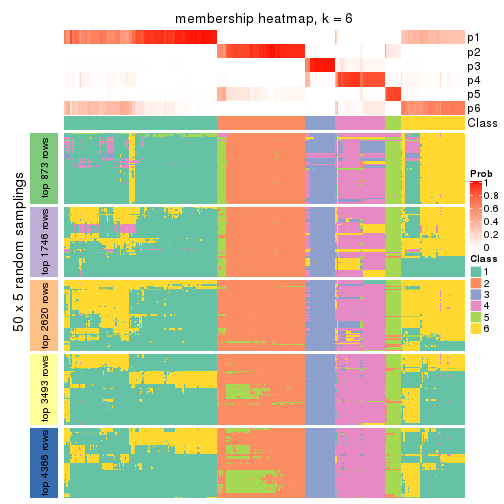 membership heatmap, k = 6
p1
p2
p3
p4
p5
p6
Class
50 x 5 random samplings
top 873 rows
top 1746 rows
top 2620 rows
top 3493 rows
top 4366 rows
Prob
1
0.8
0.6
0.4
0.2
0
Class
1
2
3
4
5
6